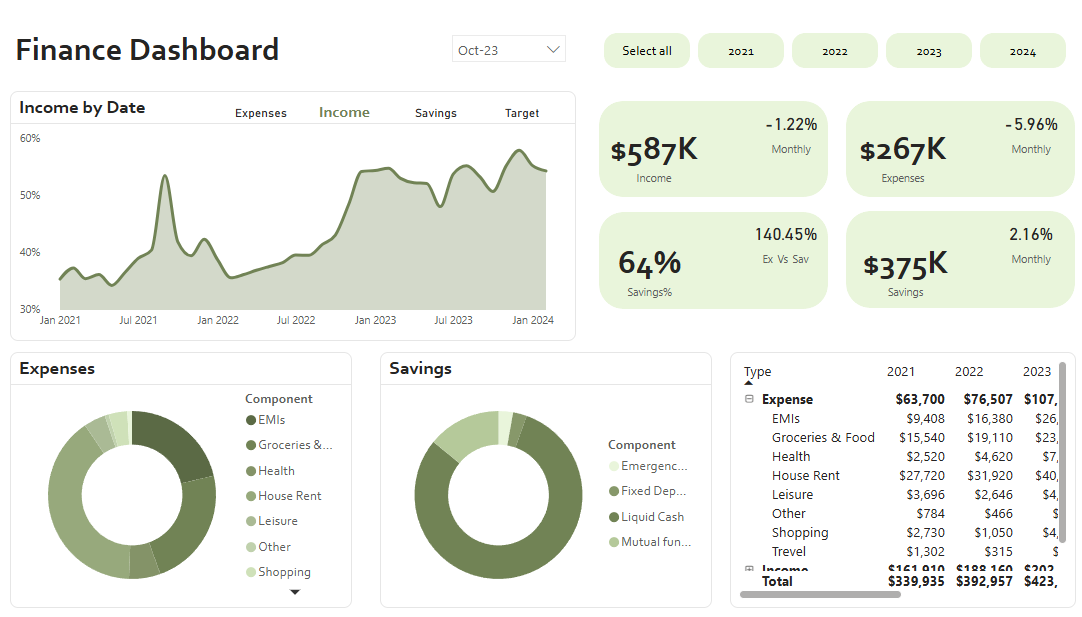 Finance Dashboard
Oct-23
Select all
2021
2022
2023
2024
Income by Date
Expenses
Income
Savings
Target
60%
50%
40%
30%
Jan 2021
Jul 2021
Jan 2022
Jul 2022
Jan 2023
Jul 2023
Jan 2024
-1.22%
$587K
Monthly
Income
-5.96%
$267K
Monthly
Expenses
140.45%
64%
Ex Vs Sav
Savings%
2.16%
$375K
Monthly
Savings
Expenses
Component
EMIs
Groceries &...
Health
House Rent
Leisure
Other
Shopping
Savings
Component
Emergenc...
Fixed Dep...
Liquid Cash
Mutual fun...
Type 2021 2022 2023
Expense $63,700 $76,507 $107,
EMIs $9,408 $16,380 $26,
Groceries & Food $15,540 $19,110 $23,
Health $2,520 $4,620 $7,
House Rent $27,720 $31,920 $40,
Leisure $3,696 $2,646 $4,
Other $784 $466 $
Shopping $2,730 $1,050 $4,
Trevel $1,302 $315 $
Income $161,910 $188,160 $202,
Total $339,935 $392,957 $423,